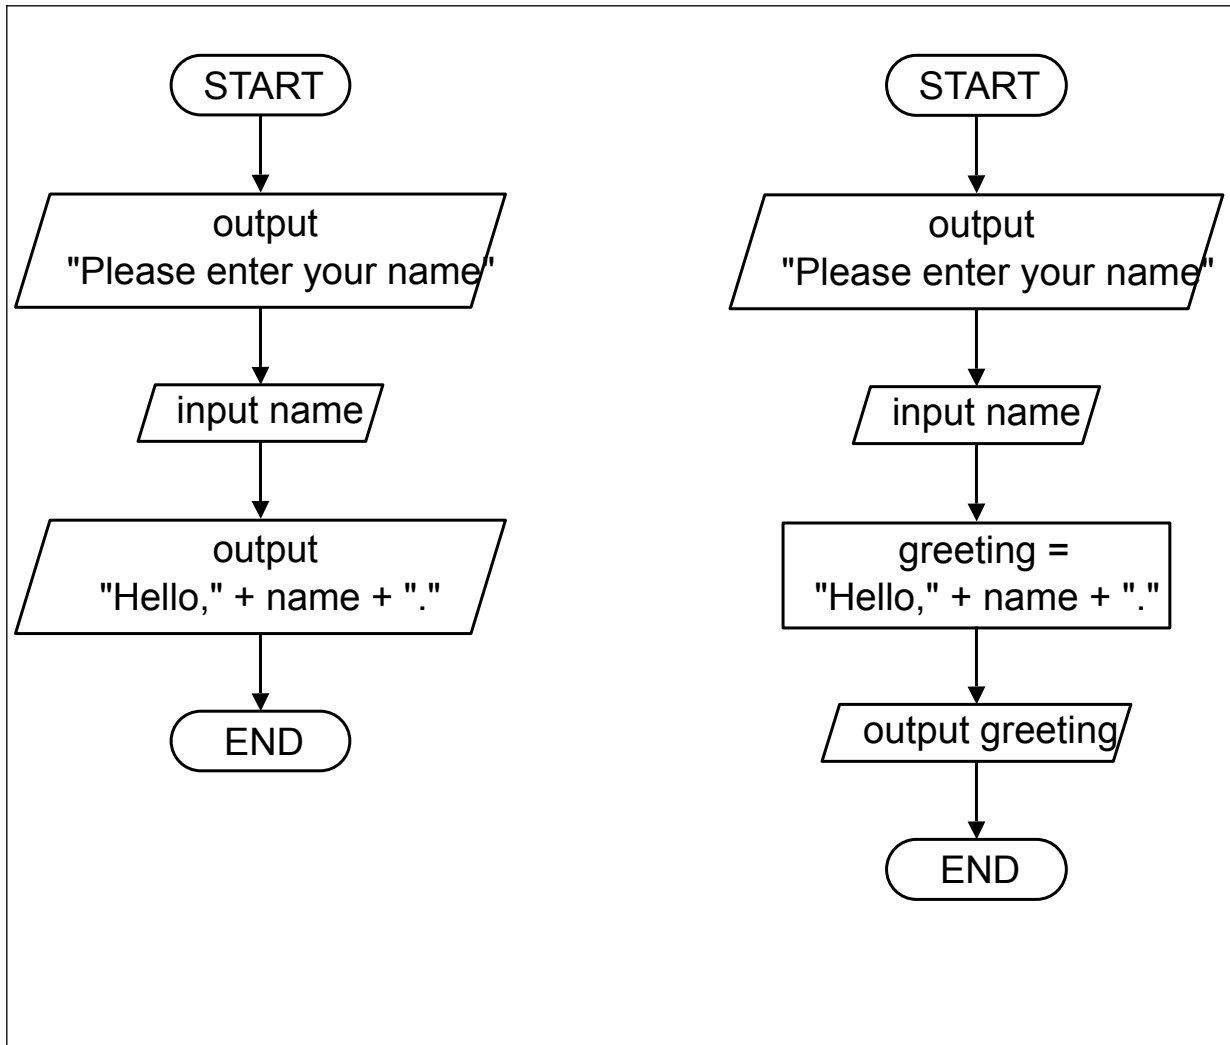 START
output
"Please enter your name"
input name
output
"Hello," + name + "."
END
START
output
"Please enter your name"
input name
greeting =
"Hello," + name + "."
output greeting
END